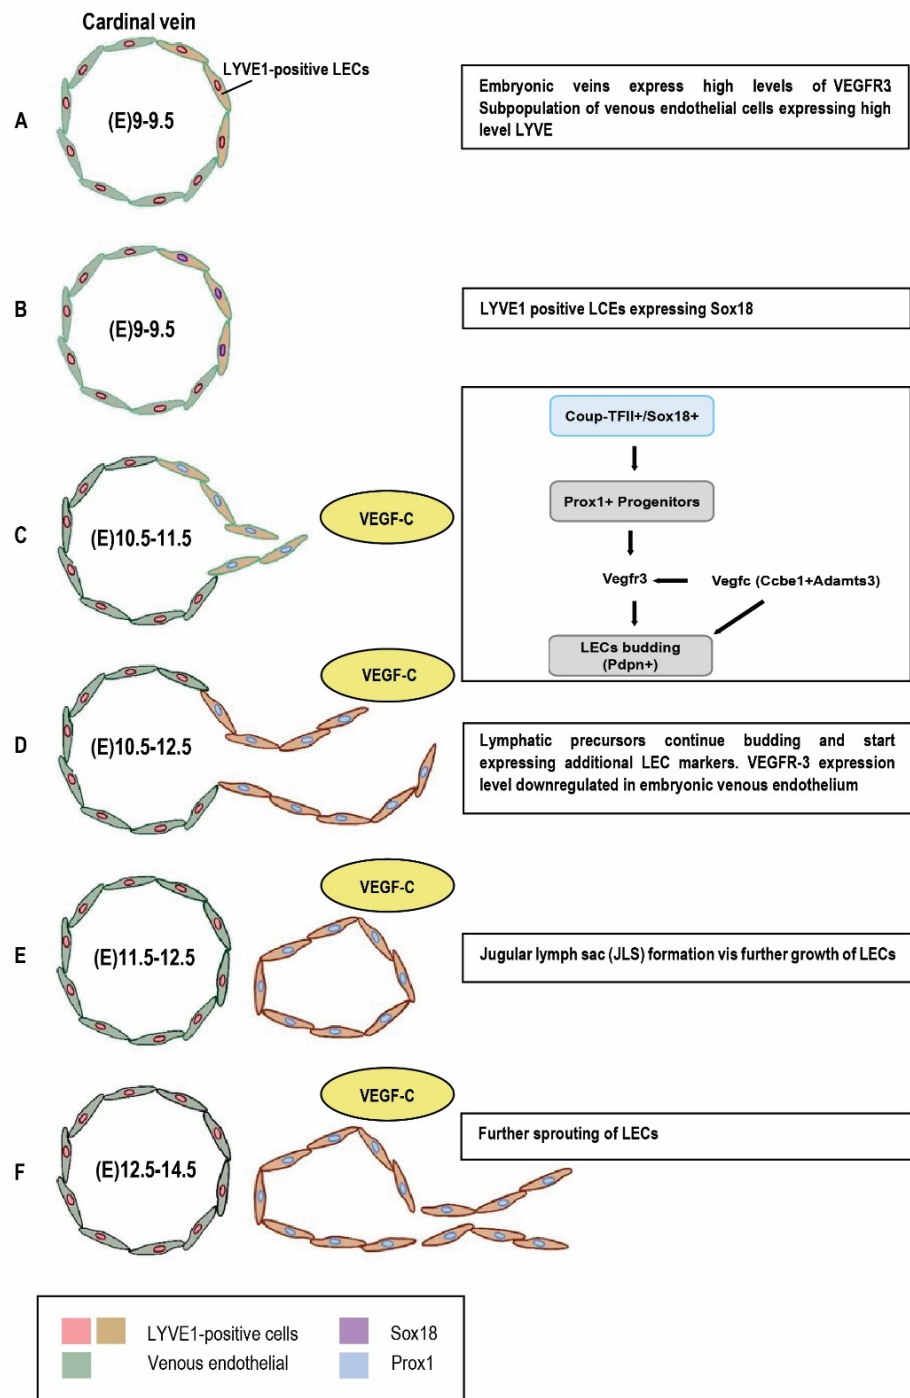 Cardinal vein
LYVE1-positive LECs
A
(E)9-9.5
Embryonic veins express high levels of VEGFR3
Subpopulation of venous endothelial cells expressing high
level LYVE
B
(E)9-9.5
LYVE1 positive LCEs expressing Sox18
C
(E)10.5-11.5
VEGF-C
Coup-TFII+/Sox18+
Prox1+ Progenitors
Vegfr3
Vegfc (Ccbe1+Adamts3)
LECs budding
(Pdpn+)
D
(E)10.5-12.5
VEGF-C
Lymphatic precursors continue budding and start
expressing additional LEC markers. VEGFR-3 expression
level downregulated in embryonic venous endothelium
E
(E)11.5-12.5
VEGF-C
Jugular lymph sac (JLS) formation vis further growth of LECs
F
(E)12.5-14.5
VEGF-C
Further sprouting of LECs
LYVE1-positive cells
Sox18
Venous endothelial
Prox1